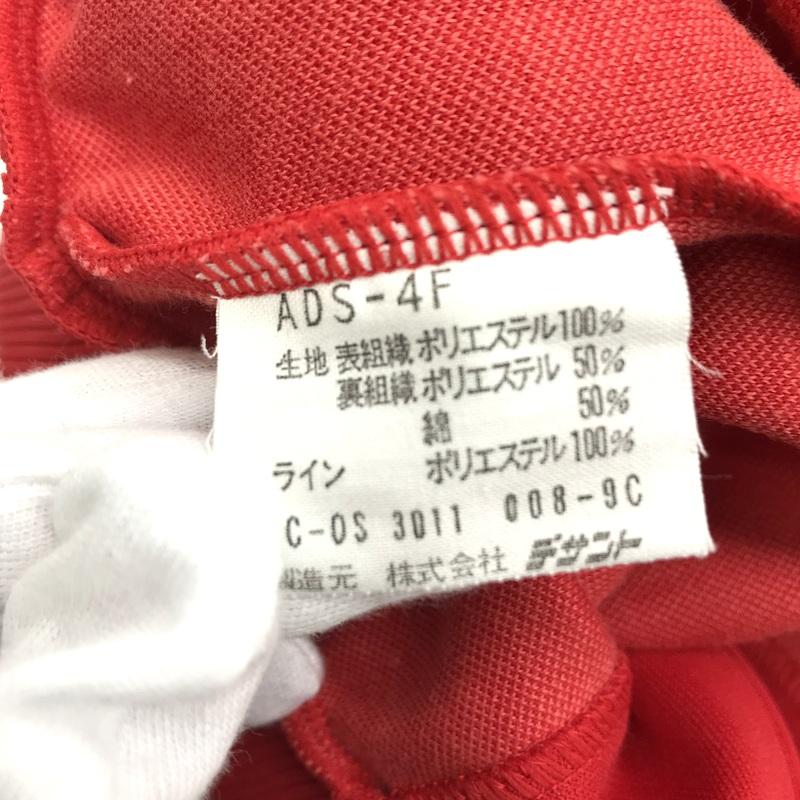 ADS-4F
生地 表組織 ポリエステル100%
裏組織 ポリエステル 50%
綿 50%
ライン ポリエステル100%
C-OS 3011 008-9C
製造元 株式会社 デサント